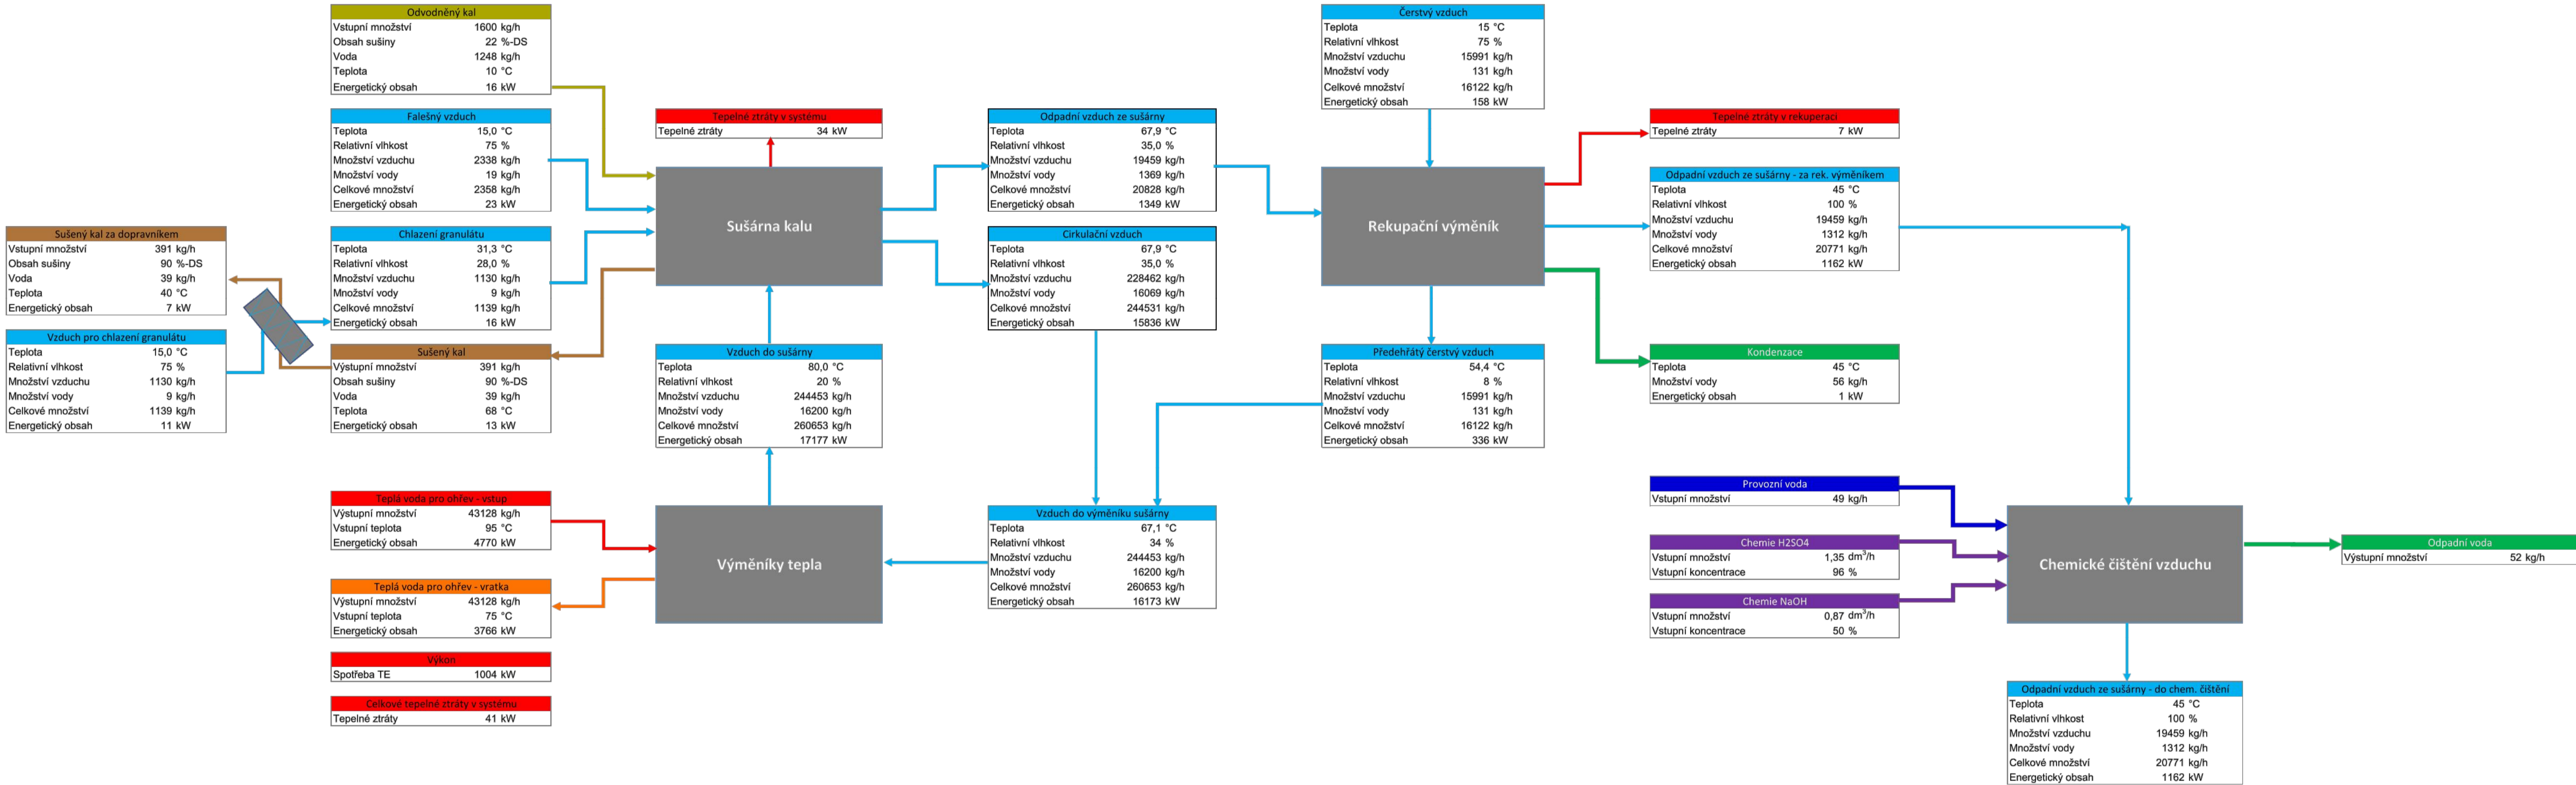 Odvodněný kal
Vstupní množství 1600 kg/h
Obsah sušiny 22 %-DS
Voda 1248 kg/h
Teplota 10 °C
Energetický obsah 16 kW
Falešný vzduch
Teplota 15,0 °C
Relativní vlhkost 75 %
Množství vzduchu 2338 kg/h
Množství vody 19 kg/h
Celkové množství 2358 kg/h
Energetický obsah 23 kW
Sušený kal za dopravníkem
Vstupní množství 391 kg/h
Obsah sušiny 90 %-DS
Voda 39 kg/h
Teplota 40 °C
Energetický obsah 7 kW
Chlazení granulátu
Teplota 31,3 °C
Relativní vlhkost 28,0 %
Množství vzduchu 1130 kg/h
Množství vody 9 kg/h
Celkové množství 1139 kg/h
Energetický obsah 16 kW
Vzduch pro chlazení granulátu
Teplota 15,0 °C
Relativní vlhkost 75 %
Množství vzduchu 1130 kg/h
Množství vody 9 kg/h
Celkové množství 1139 kg/h
Energetický obsah 11 kW
Sušený kal
Výstupní množství 391 kg/h
Obsah sušiny 90 %-DS
Voda 39 kg/h
Teplota 68 °C
Energetický obsah 13 kW
Teplá voda pro ohřev - vstup
Výstupní množství 43128 kg/h
Vstupní teplota 95 °C
Energetický obsah 4770 kW
Teplá voda pro ohřev - vratka
Výstupní množství 43128 kg/h
Vstupní teplota 75 °C
Energetický obsah 3766 kW
Výkon
Spotřeba TE 1004 kW
Celkové tepelné ztráty v systému
Tepelné ztráty 41 kW
Tepelné ztráty v systému
Tepelné ztráty 34 kW
Sušárna kalu
Vzduch do sušárny
Teplota 80,0 °C
Relativní vlhkost 20 %
Množství vzduchu 244453 kg/h
Množství vody 16200 kg/h
Celkové množství 260653 kg/h
Energetický obsah 17177 kW
Výměníky tepla
Odpadní vzduch ze sušárny
Teplota 67,9 °C
Relativní vlhkost 35,0 %
Množství vzduchu 19459 kg/h
Množství vody 1369 kg/h
Celkové množství 20828 kg/h
Energetický obsah 1349 kW
Cirkulační vzduch
Teplota 67,9 °C
Relativní vlhkost 35,0 %
Množství vzduchu 228462 kg/h
Množství vody 16069 kg/h
Celkové množství 244531 kg/h
Energetický obsah 15836 kW
Vzduch do výměníku sušárny
Teplota 67,1 °C
Relativní vlhkost 34 %
Množství vzduchu 244453 kg/h
Množství vody 16200 kg/h
Celkové množství 260653 kg/h
Energetický obsah 16173 kW
Čerstvý vzduch
Teplota 15 °C
Relativní vlhkost 75 %
Množství vzduchu 15991 kg/h
Množství vody 131 kg/h
Celkové množství 16122 kg/h
Energetický obsah 158 kW
Rekupační výměník
Předehřátý čerstvý vzduch
Teplota 54,4 °C
Relativní vlhkost 8 %
Množství vzduchu 15991 kg/h
Množství vody 131 kg/h
Celkové množství 16122 kg/h
Energetický obsah 336 kW
Tepelné ztráty v rekuperaci
Tepelné ztráty 7 kW
Odpadní vzduch ze sušárny - za rek. výměníkem
Teplota 45 °C
Relativní vlhkost 100 %
Množství vzduchu 19459 kg/h
Množství vody 1312 kg/h
Celkové množství 20771 kg/h
Energetický obsah 1162 kW
Kondenzace
Teplota 45 °C
Množství vody 56 kg/h
Energetický obsah 1 kW
Provozní voda
Vstupní množství 49 kg/h
Chemie H2SO4
Vstupní množství 1,35 dm³/h
Vstupní koncentrace 96 %
Chemie NaOH
Vstupní množství 0,87 dm³/h
Vstupní koncentrace 50 %
Chemické čištění vzduchu
Odpadní voda
Výstupní množství 52 kg/h
Odpadní vzduch ze sušárny - do chem. čištění
Teplota 45 °C
Relativní vlhkost 100 %
Množství vzduchu 19459 kg/h
Množství vody 1312 kg/h
Celkové množství 20771 kg/h
Energetický obsah 1162 kW